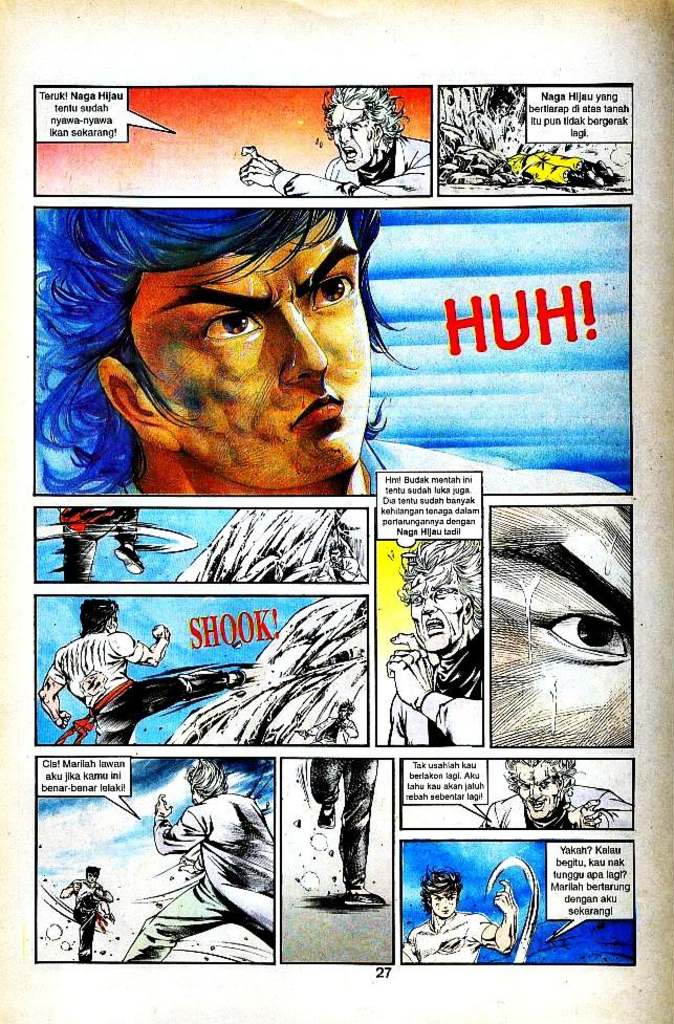 Teruk! Naga Hijau
tentu sudah
nyawa-nyawa
ikan sekarang!
Naga Hijau yang
bertiarap di atas tanah
itu pun tidak bergerak
lagi.
HUH!
Hm! Budak mentah ini
tentu sudah luka juga.
Dia tentu sudah banyak
kehilangan tenaga dalam
pertarungannya dengan
Naga Hijau tadi!
SHOOK!
Cis! Marilah lawan
aku jika kamu ini
benar-benar lelaki!
Tak usahlah kau
berlakon lagi. Aku
tahu kau akan jatuh
rebah sebentar lagi!
Yakah? Kalau
begitu, kau nak
tunggu apa lagi?
Marilah bertarung
dengan aku
sekarang!
27